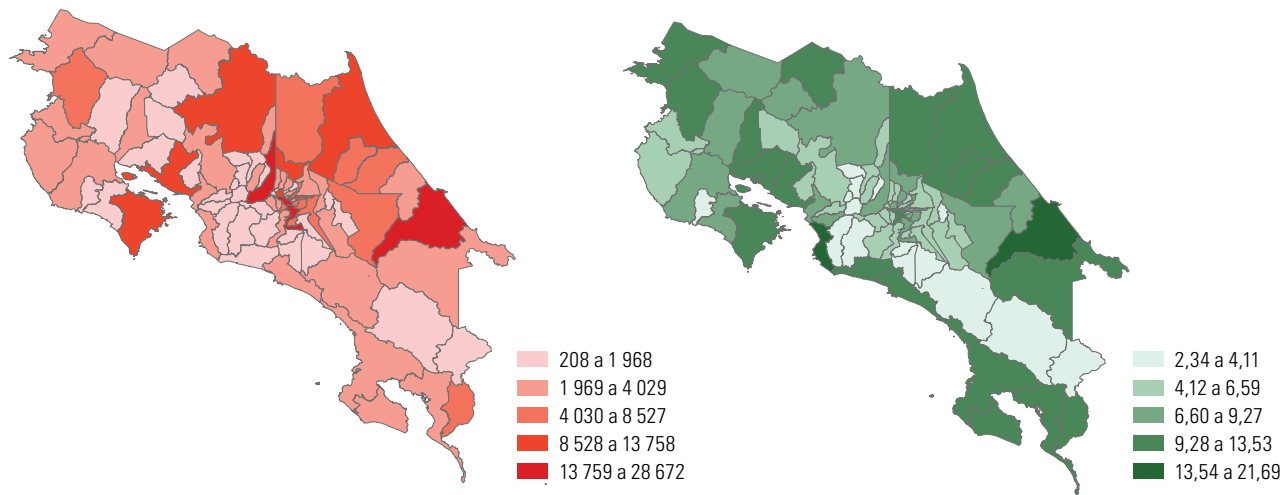 208 a 1 968
1 969 a 4 029
4 030 a 8 527
8 528 a 13 758
13 759 a 28 672
2,34 a 4,11
4,12 a 6,59
6,60 a 9,27
9,28 a 13,53
13,54 a 21,69